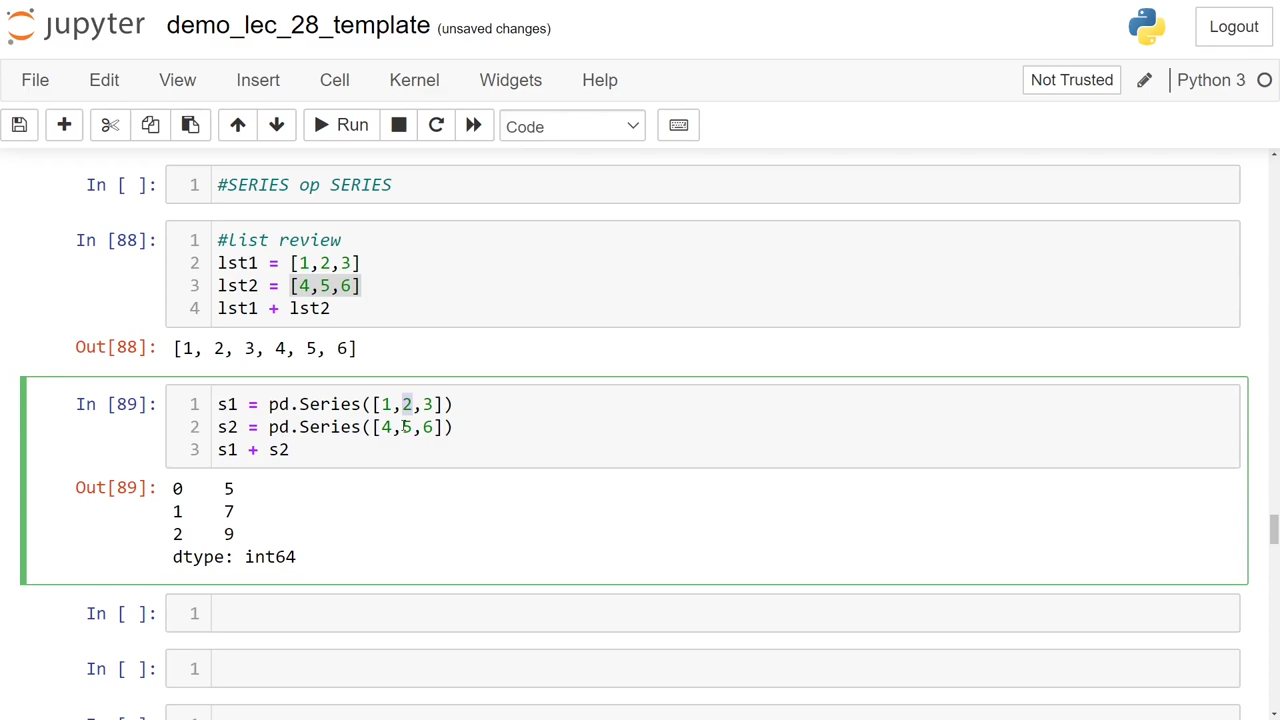 jupyter demo_lec_28_template (unsaved changes) Logout
File Edit View Insert Cell Kernel Widgets Help Not Trusted Python 3
Run Code
In [ ]: 1 #SERIES op SERIES
In [88]: 1 #list review
2 lst1 = [1,2,3]
3 lst2 = [4,5,6]
4 lst1 + lst2
Out[88]: [1, 2, 3, 4, 5, 6]
In [89]: 1 s1 = pd.Series([1,2,3])
2 s2 = pd.Series([4,5,6])
3 s1 + s2
Out[89]: 0 5
1 7
2 9
dtype: int64
In [ ]: 1
In [ ]: 1